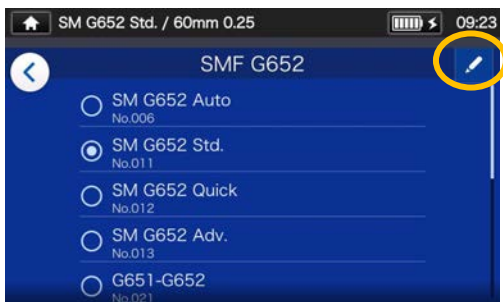 SM G652 Std. / 60mm 0.25 09:23
SMF G652
SM G652 Auto
No.006
SM G652 Std.
No.011
SM G652 Quick
No.012
SM G652 Adv.
No.013
G651-G652
No.021